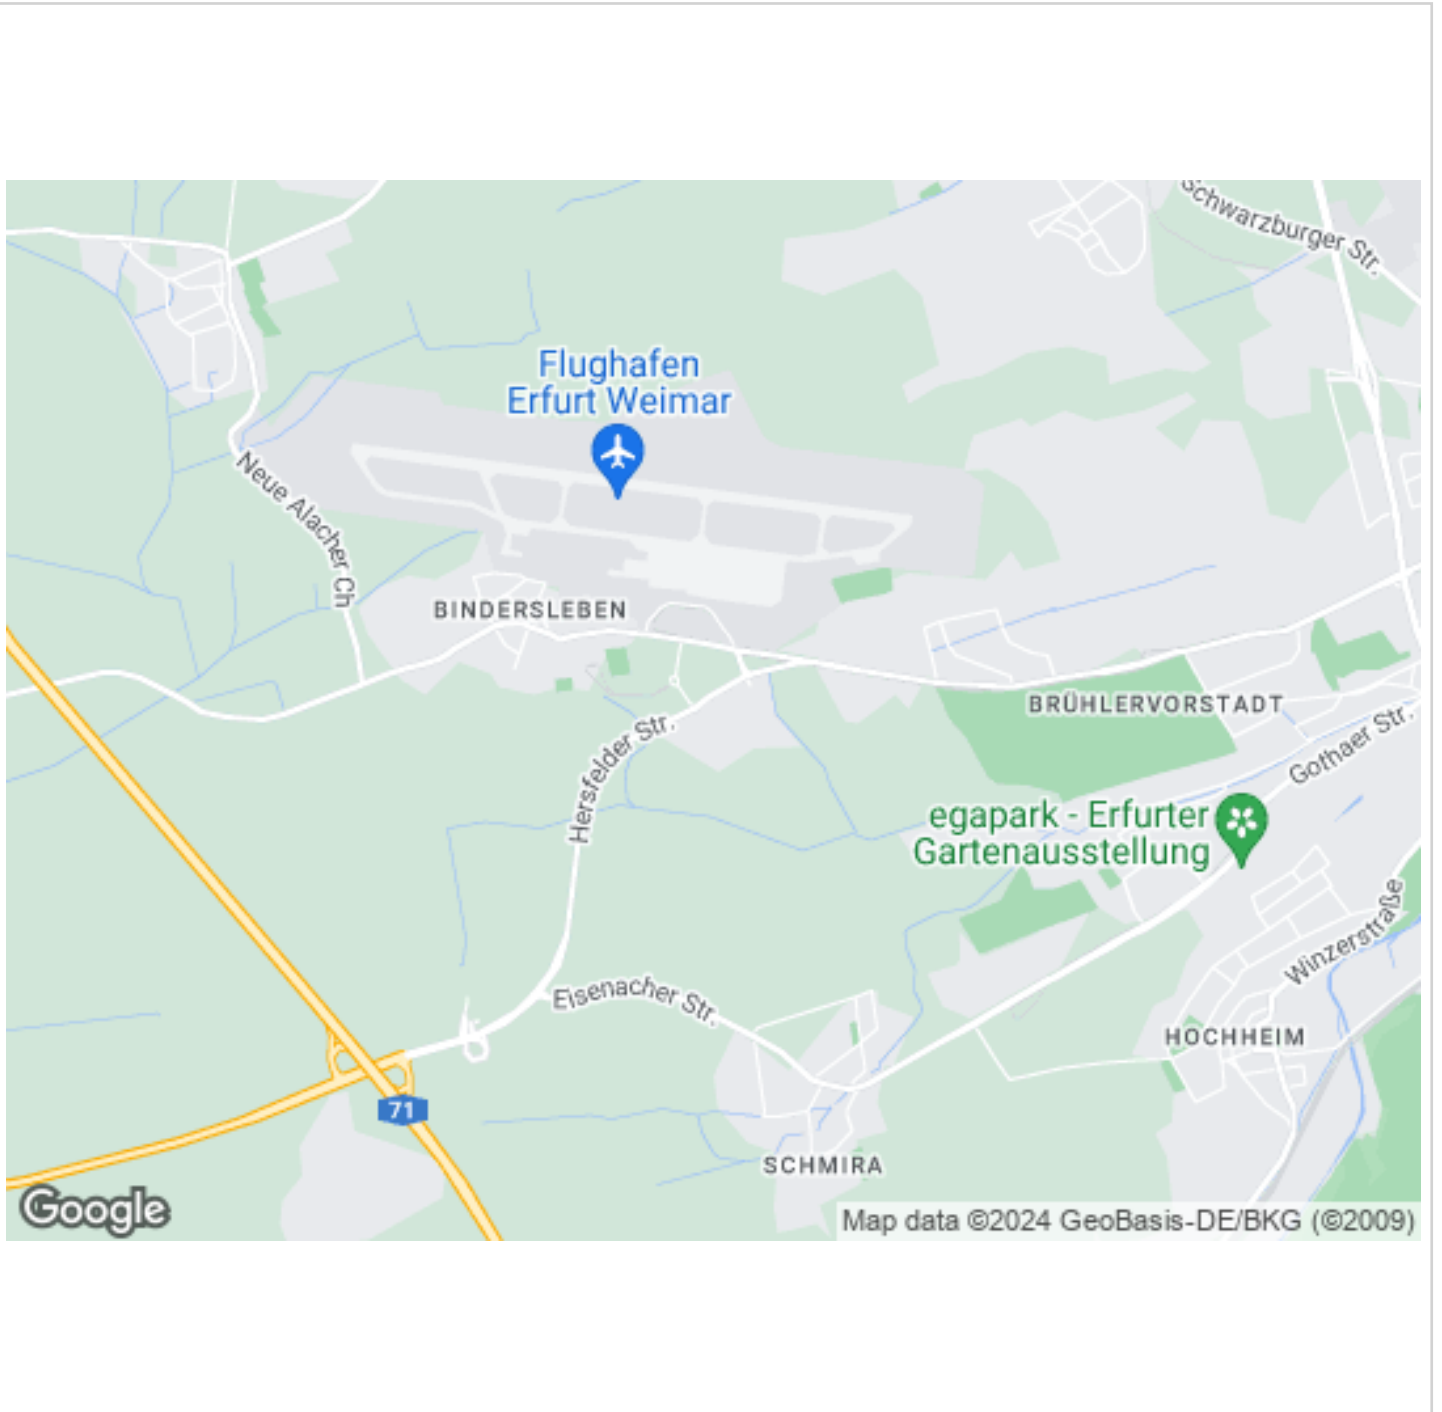 Schwarzburger Str.
Flughafen
Erfurt Weimar
Neue Alacher Ch
BINDERSLEBEN
BRÜHLERVORSTADT
Hersfelder Str.
Gothaer Str.
egapark - Erfurter
Gartenausstellung
Winzerstraße
Eisenacher Str.
HOCHHEIM
71
SCHMIRA
Google
Map data ©2024 GeoBasis-DE/BKG (©2009)